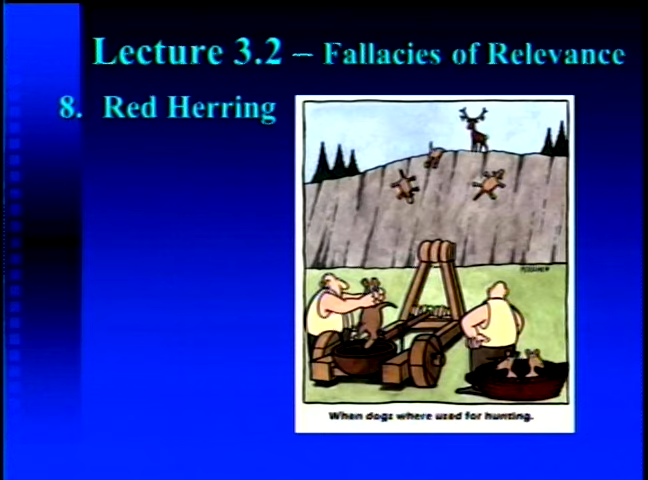 Lecture 3.2 – Fallacies of Relevance
8. Red Herring
When dogs where used for hunting.